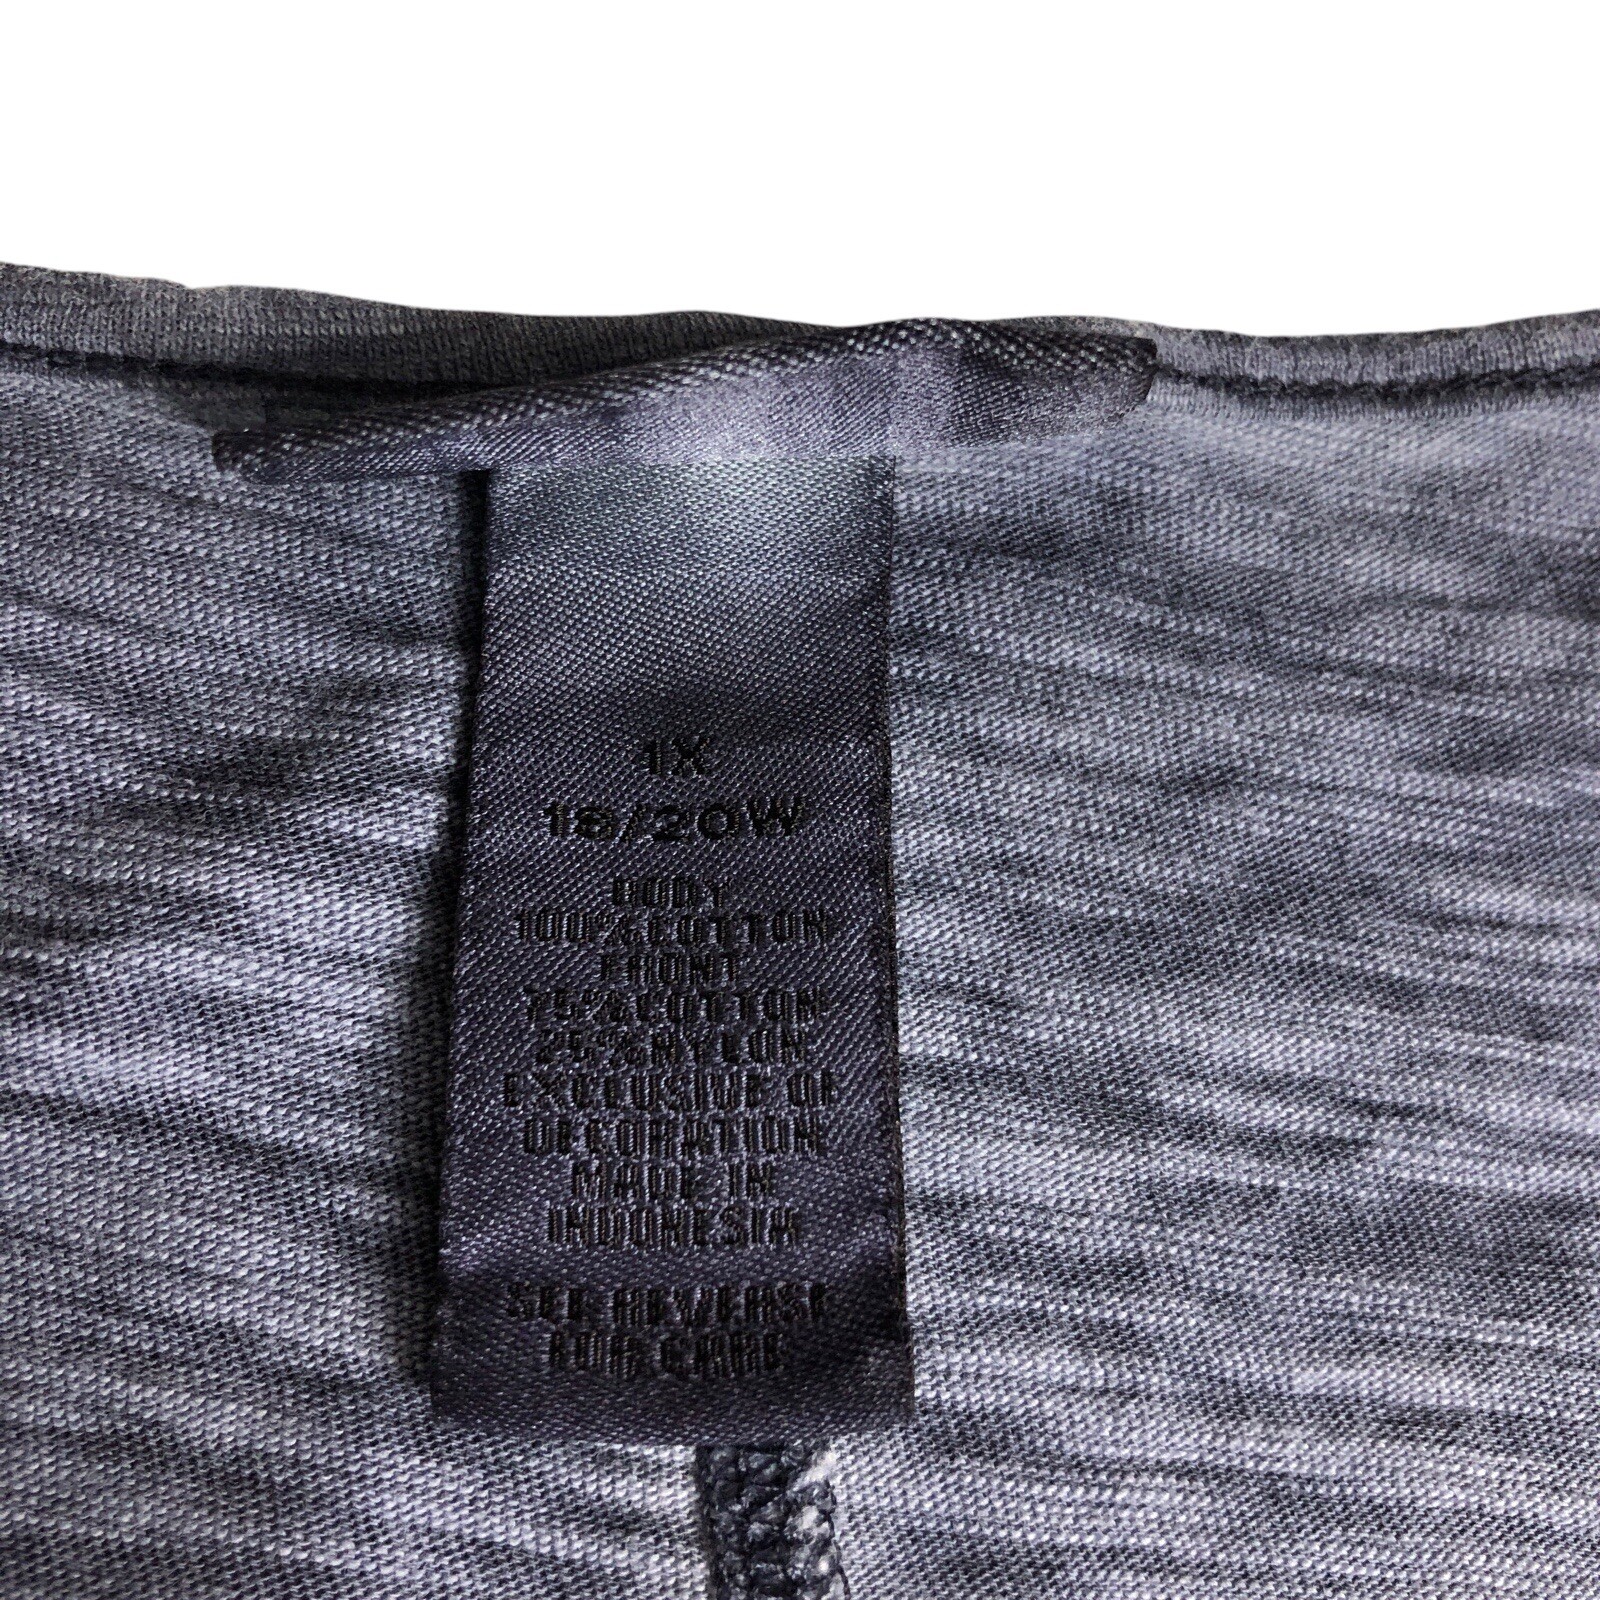 1X
18/20W
BODY
100%COTTON
FRONT
75%COTTON
25%NYLON
EXCLUSIVE OF
DECORATION
MADE IN
INDONESIA
SEE REVERSE
FOR CARE